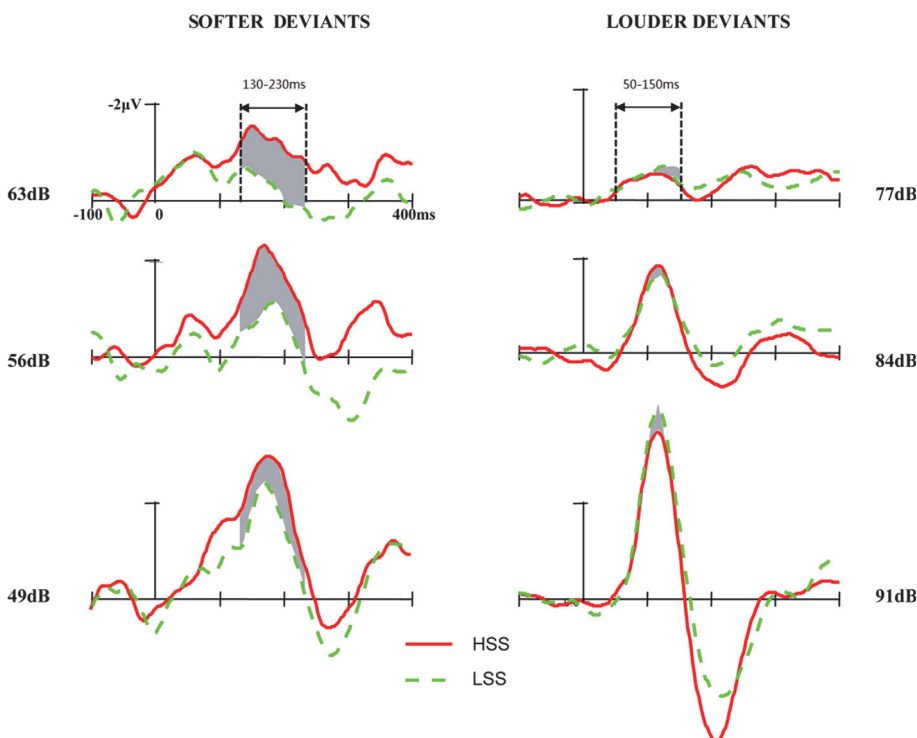 SOFTER DEVIANTS
LOUDER DEVIANTS
130-230ms
50-150ms
-2μV
63dB
-100
0
400ms
77dB
56dB
84dB
49dB
91dB
HSS
LSS